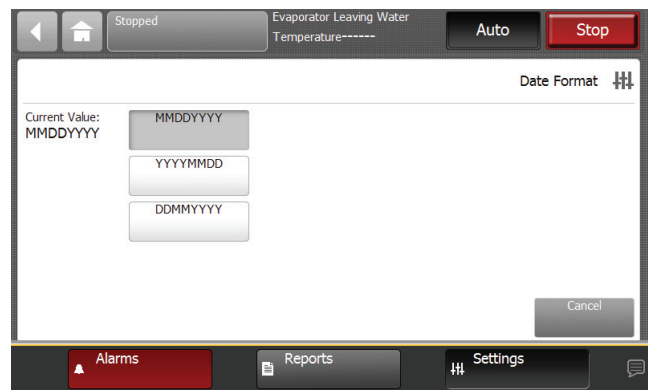 Stopped
Evaporator Leaving Water
Temperature------
Auto
Stop
Date Format
Current Value:
MMDDYYYY
MMDDYYYY
YYYYMMDD
DDMMYYYY
Cancel
Alarms
Reports
Settings